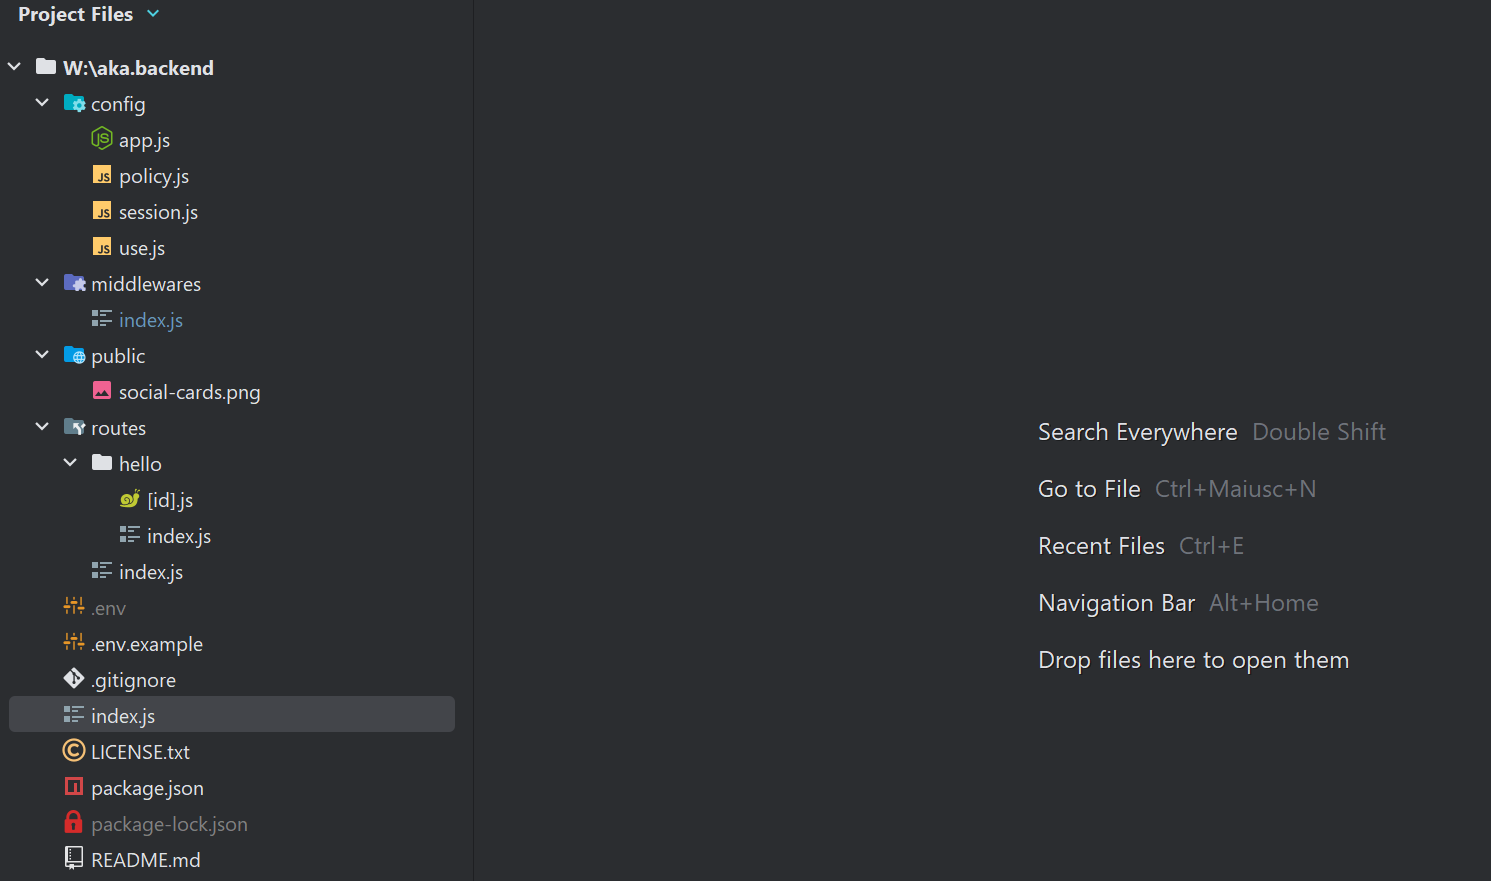 Project Files
W:\aka.backend
config
app.js
policy.js
session.js
use.js
middlewares
index.js
public
social-cards.png
routes
hello
[id].js
index.js
index.js
.env
.env.example
.gitignore
index.js
LICENSE.txt
package.json
package-lock.json
README.md
Search Everywhere Double Shift
Go to File Ctrl+Maiusc+N
Recent Files Ctrl+E
Navigation Bar Alt+Home
Drop files here to open them